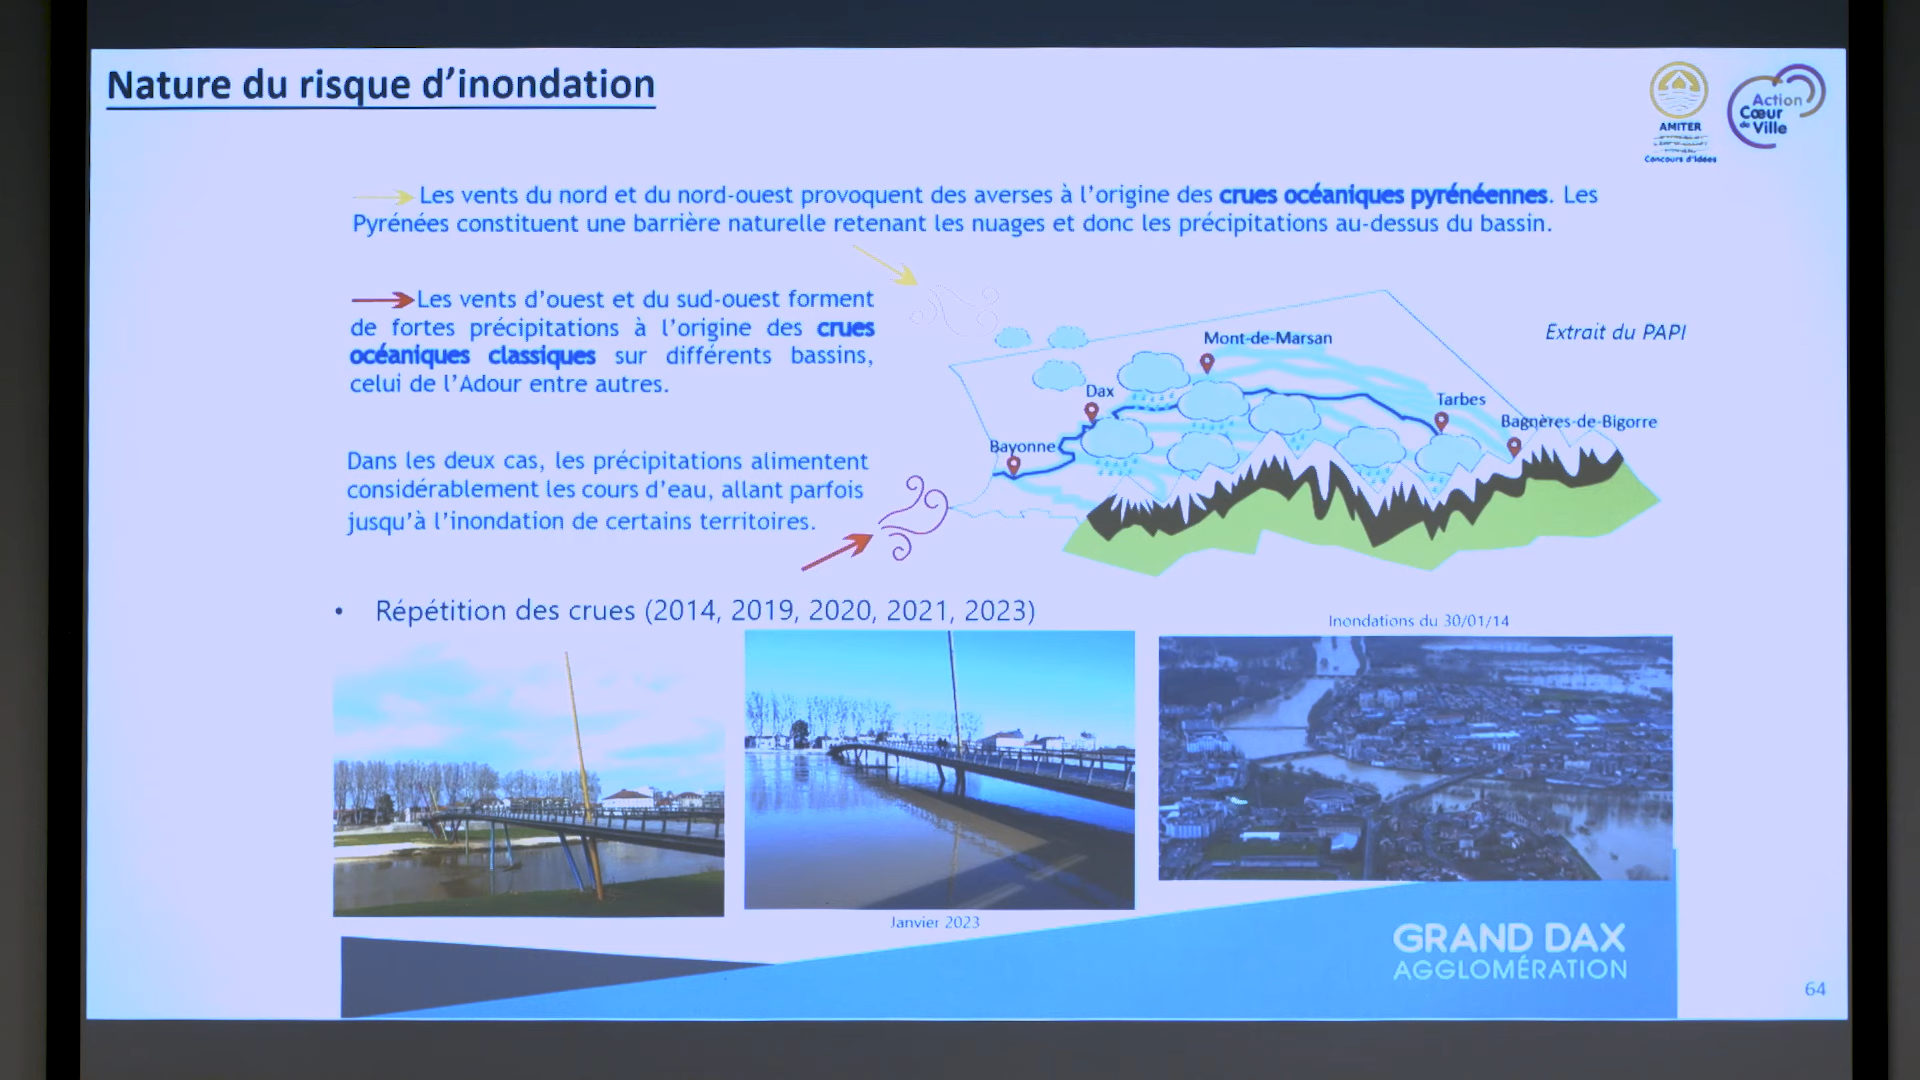 Nature du risque d'inondation
AMITER
Concours d'Idées
Action
Cœur
de Ville
Les vents du nord et du nord-ouest provoquent des averses à l'origine des crues océaniques pyrénéennes. Les
Pyrénées constituent une barrière naturelle retenant les nuages et donc les précipitations au-dessus du bassin.
Les vents d'ouest et du sud-ouest forment
de fortes précipitations à l'origine des crues
océaniques classiques sur différents bassins,
celui de l'Adour entre autres.
Dans les deux cas, les précipitations alimentent
considérablement les cours d'eau, allant parfois
jusqu'à l'inondation de certains territoires.
Extrait du PAPI
Mont-de-Marsan
Dax
Tarbes
Bagnères-de-Bigorre
Bayonne
• Répétition des crues (2014, 2019, 2020, 2021, 2023)
Inondations du 30/01/14
Janvier 2023
GRAND DAX
AGGLOMÉRATION
64